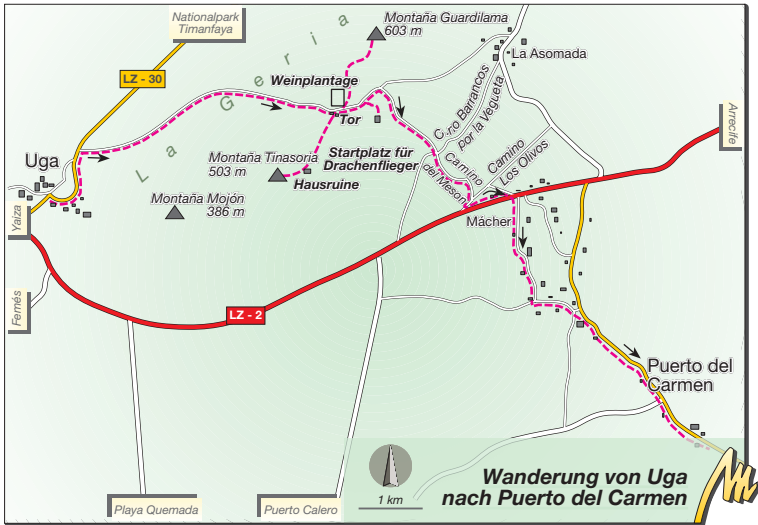 Nationalpark
Timanfaya
Montaña Guardilama
603 m
La Asomada
LZ - 30
Weinplantage
La Geria
Tor
Barrancos
por la Vegueta
Arrecife
Uga
Montaña Tinasoria
503 m
Startplatz für
Drachenflieger
Hausruine
Camino
del Mesón
Camino
Los Olivos
Montaña Mojón
386 m
Mácher
Yaiza
Femés
LZ - 2
Puerto del
Carmen
1 km
Wanderung von Uga
nach Puerto del Carmen
Playa Quemada
Puerto Calero